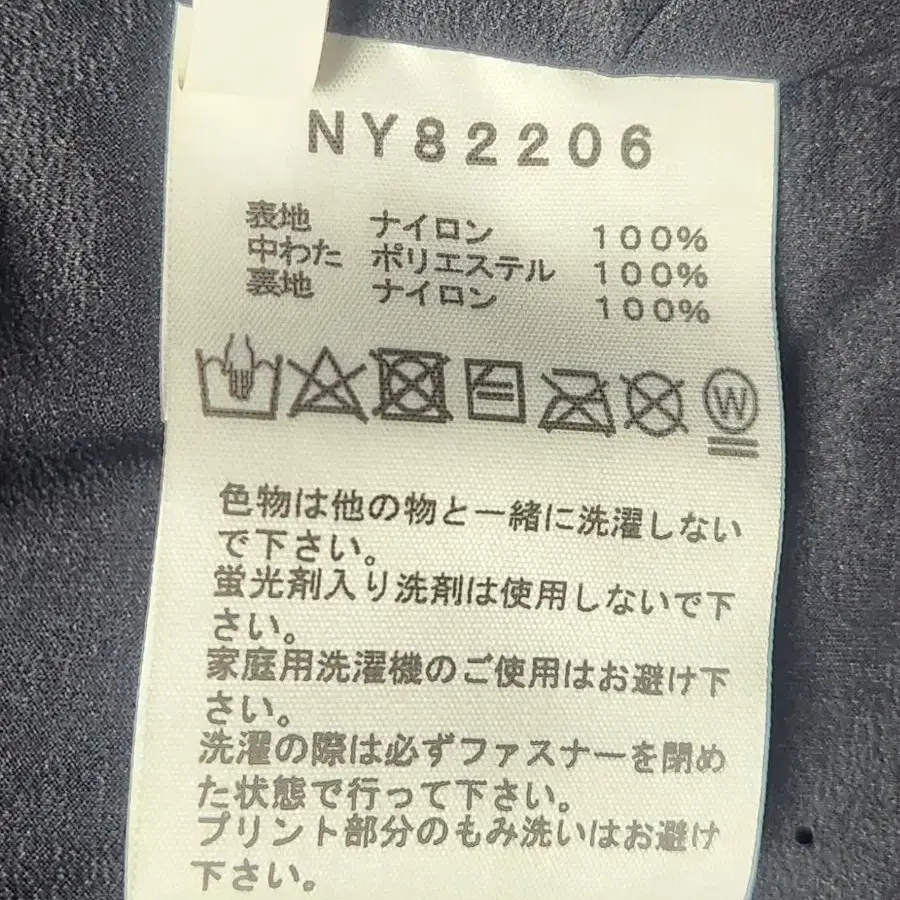 NY82206
表地 ナイロン 100%
中わた ポリエステル 100%
裏地 ナイロン 100%
W
色物は他の物と一緒に洗濯しない
で下さい。
蛍光剤入り洗剤は使用しないで下
さい。
家庭用洗濯機のご使用はお避け下
さい。
洗濯の際は必ずファスナーを閉め
た状態で行って下さい。
プリント部分のもみ洗いはお避け
下さい。